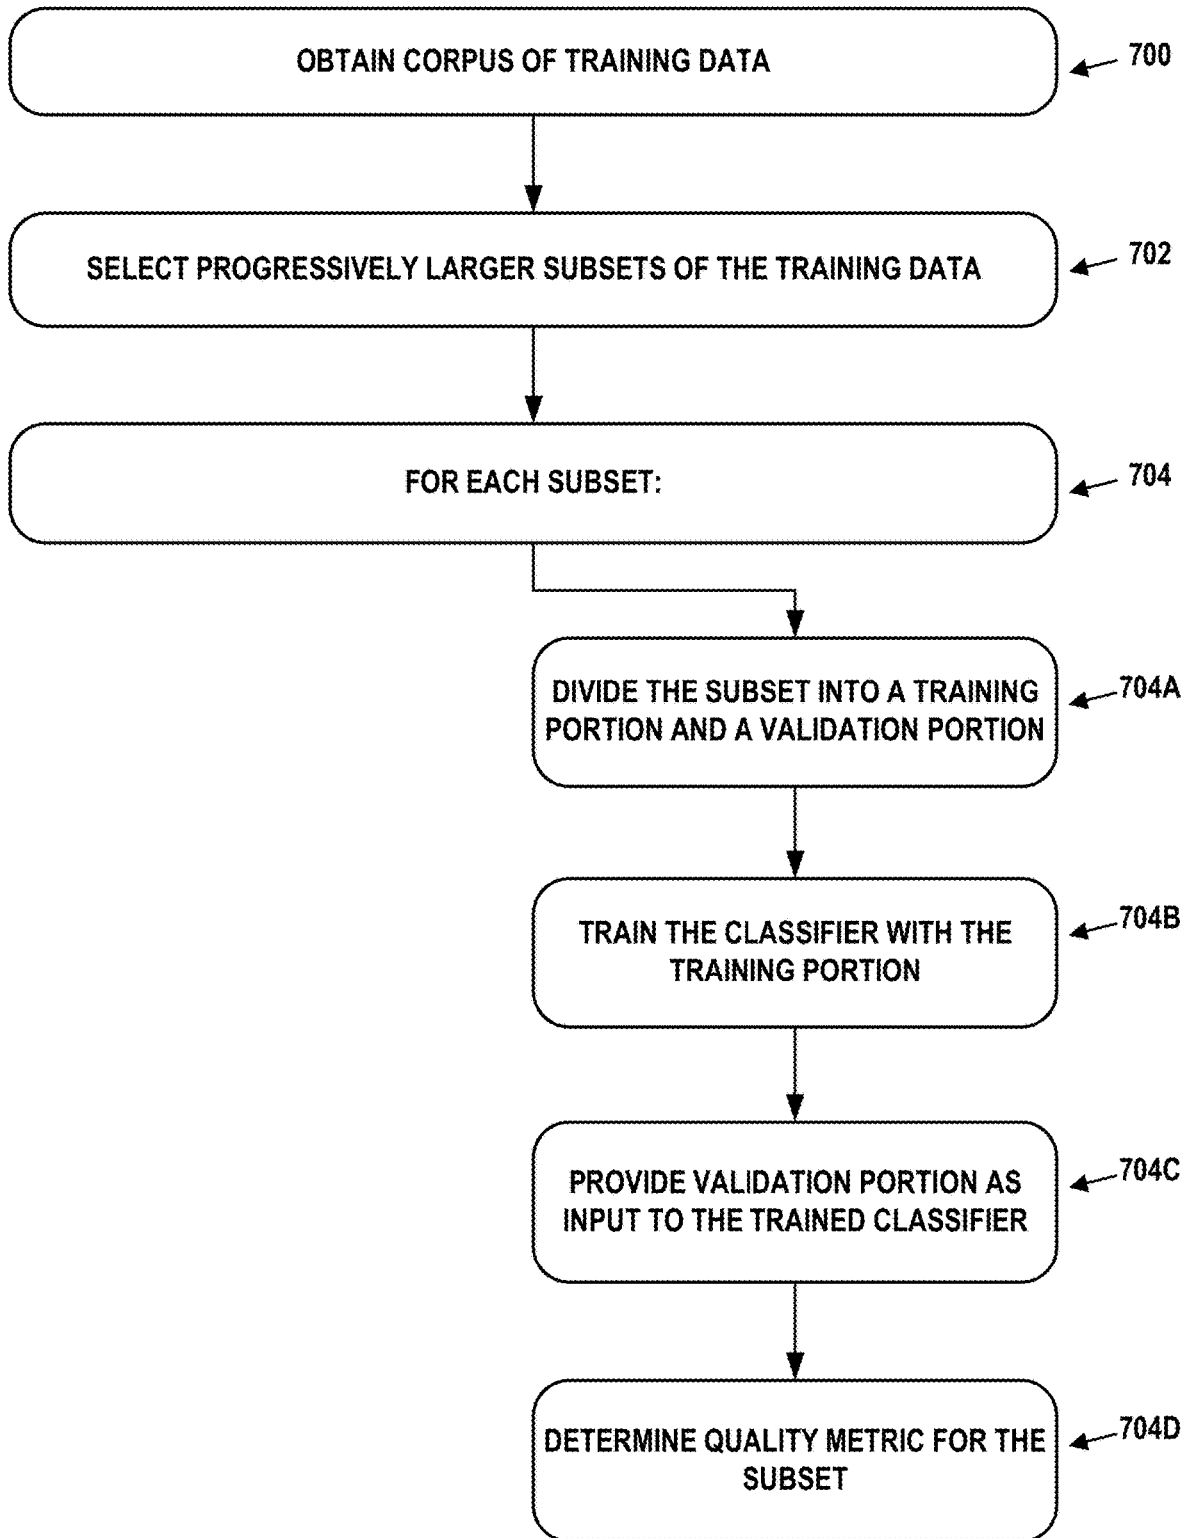 OBTAIN CORPUS OF TRAINING DATA
700
SELECT PROGRESSIVELY LARGER SUBSETS OF THE TRAINING DATA
702
FOR EACH SUBSET:
704
DIVIDE THE SUBSET INTO A TRAINING
PORTION AND A VALIDATION PORTION
704A
TRAIN THE CLASSIFIER WITH THE
TRAINING PORTION
704B
PROVIDE VALIDATION PORTION AS
INPUT TO THE TRAINED CLASSIFIER
704C
DETERMINE QUALITY METRIC FOR THE
SUBSET
704D